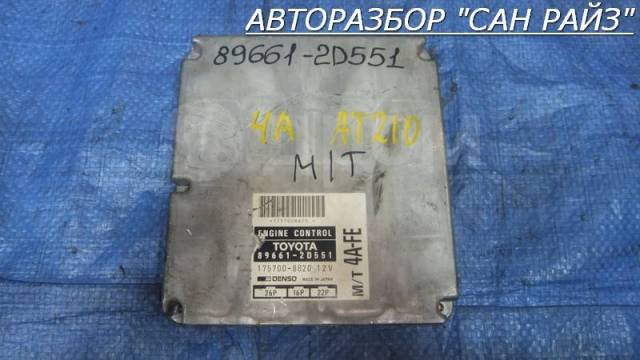 АВТОРАЗБОР "САН РАЙЗ"
89661-2D551
4A AT210
M/T
ENGINE CONTROL
TOYOTA
89661-2D551
175700-8820 12V
DENSO MADE IN JAPAN
26P 16P 22P
M/T 4A-FE